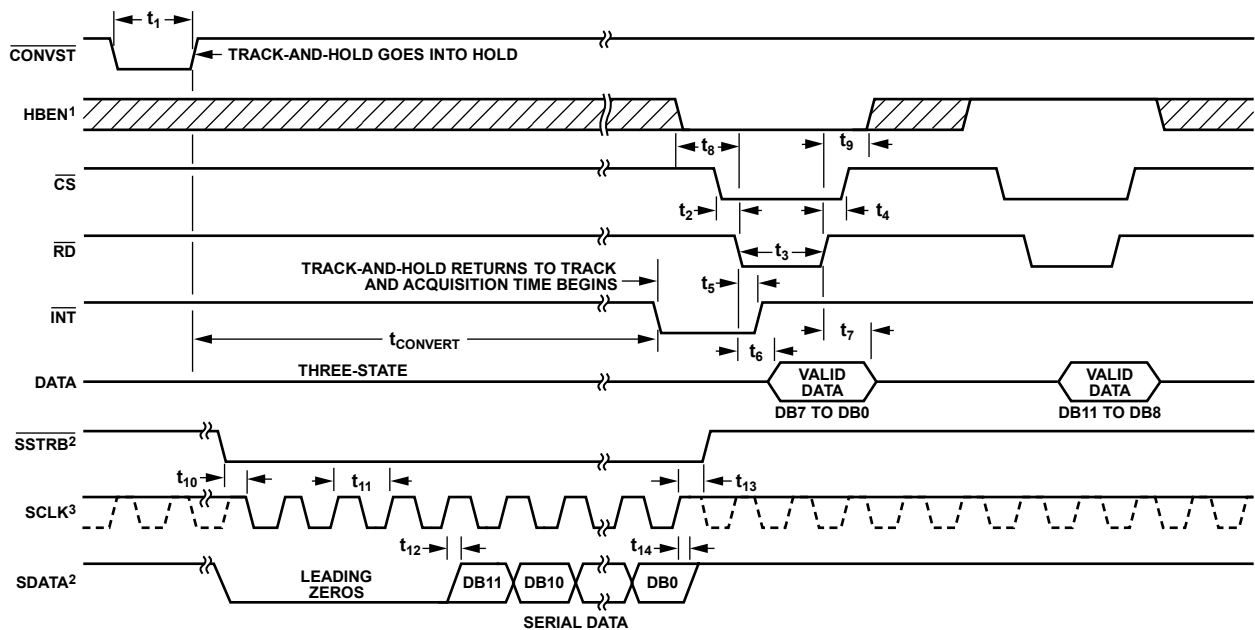 t1
CONVST
TRACK-AND-HOLD GOES INTO HOLD
HBEN1
t8
t9
CS
t2
t4
RD
t3
TRACK-AND-HOLD RETURNS TO TRACK
AND ACQUISITION TIME BEGINS
t5
INT
tCONVERT
t7
t6
DATA
THREE-STATE
VALID
DATA
VALID
DATA
DB7 TO DB0
DB11 TO DB8
SSTRB2
t10
t11
t13
SCLK3
t12
t14
SDATA2
LEADING
ZEROS
DB11
DB10
DB0
SERIAL DATA